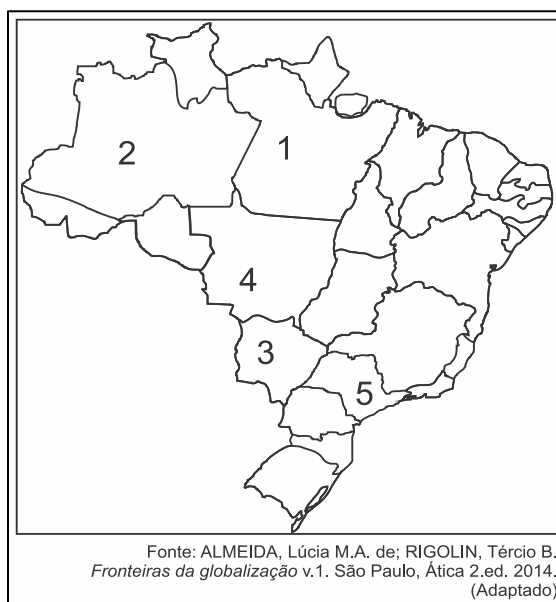 1
2
4
3
5
Fonte: ALMEIDA, Lúcia M.A. de; RIGOLIN, Tércio B.
Fronteiras da globalização v.1. São Paulo, Ática 2.ed. 2014.
(Adaptado)